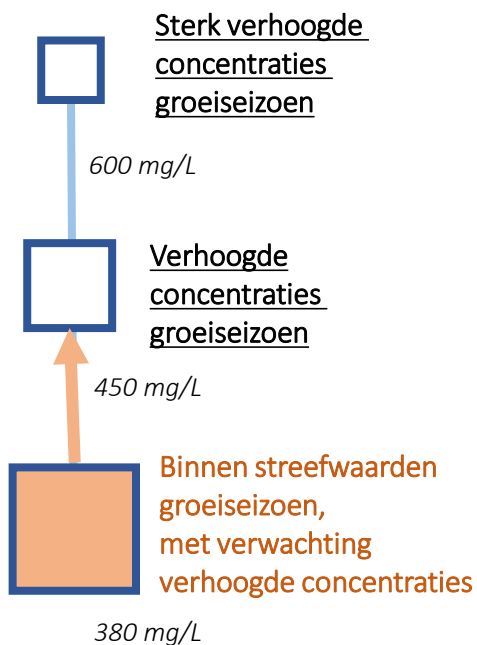 Sterk verhoogde
concentraties
groeiseizoen
600 mg/L
Verhoogde
concentraties
groeiseizoen
450 mg/L
Binnen streefwaarden
groeiseizoen,
met verwachting
verhoogde concentraties
380 mg/L